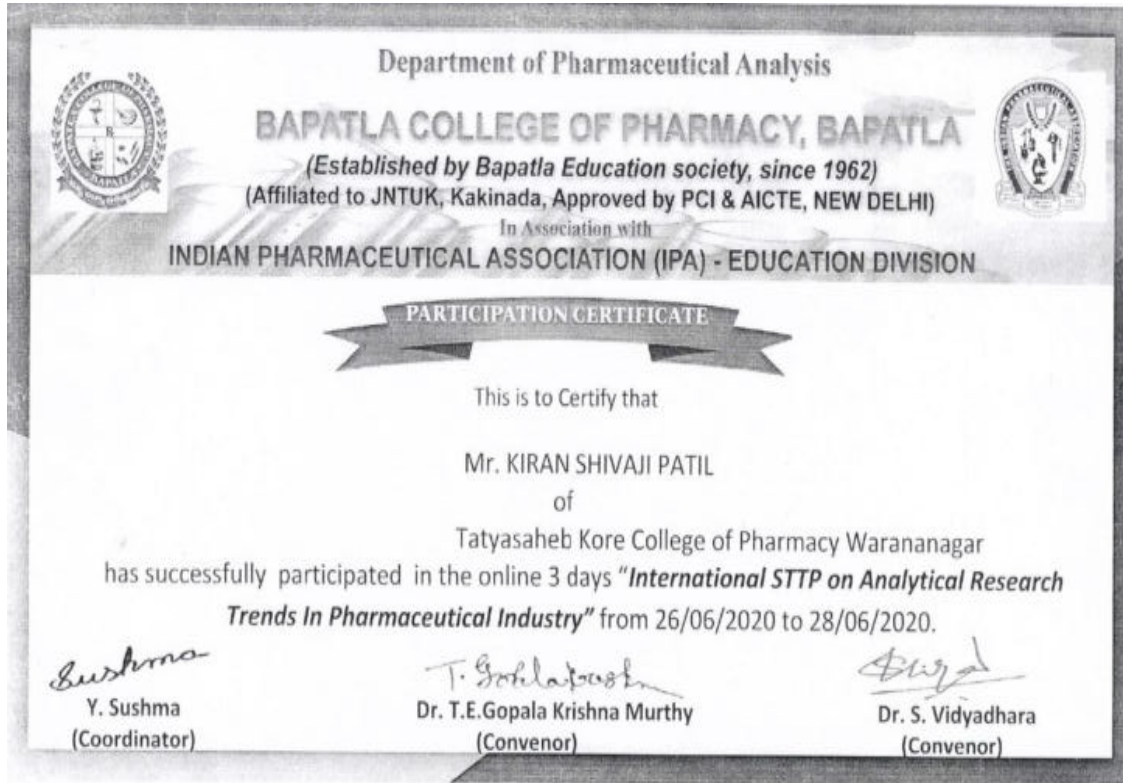 Department of Pharmaceutical Analysis
BAPATLA COLLEGE OF PHARMACY, BAPATLA
(Established by Bapatla Education society, since 1962)
(Affiliated to JNTUK, Kakinada, Approved by PCI & AICTE, NEW DELHI)
In Association with
INDIAN PHARMACEUTICAL ASSOCIATION (IPA) - EDUCATION DIVISION
PARTICIPATION CERTIFICATE
This is to Certify that
Mr. KIRAN SHIVAJI PATIL
of
Tatyasaheb Kore College of Pharmacy Warananagar
has successfully participated in the online 3 days "International STTP on Analytical Research
Trends In Pharmaceutical Industry" from 26/06/2020 to 28/06/2020.
Sushma
Y. Sushma
(Coordinator)
Dr. T.E.Gopala Krishna Murthy
(Convenor)
Dr. S. Vidyadhara
(Convenor)